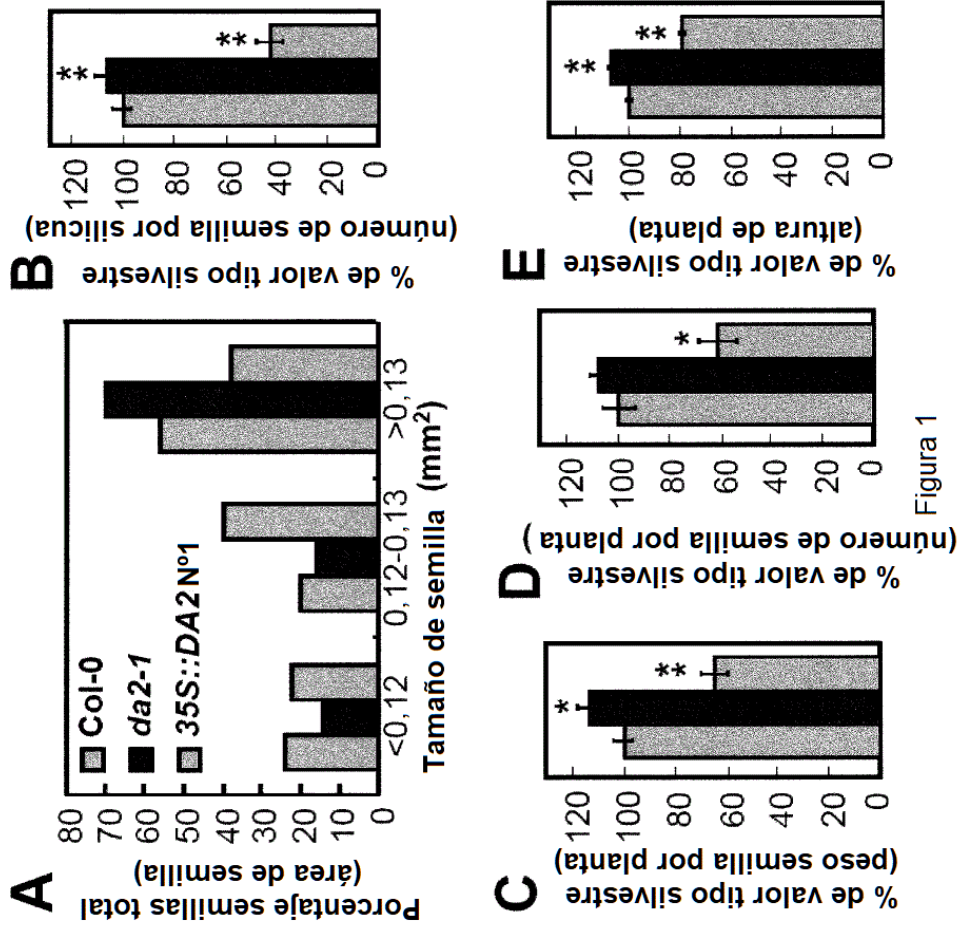 A
Porcentaje semillas total
(área de semilla)
80
70
60
50
40
30
20
10
0
Col-0
da2-1
35S::DA2 Nº1
<0,12
0,12-0,13
>0,13
Tamaño de semilla (mm²)
B
% de valor tipo silvestre
(número de semilla por silicua)
120
100
80
60
40
20
0
**
**
C
% de valor tipo silvestre
(peso semilla por planta)
120
100
80
60
40
20
0
*
**
D
% de valor tipo silvestre
(número de semilla por planta)
120
100
80
60
40
20
0
*
E
% de valor tipo silvestre
(altura de planta)
120
100
80
60
40
20
0
**
**
Figura 1